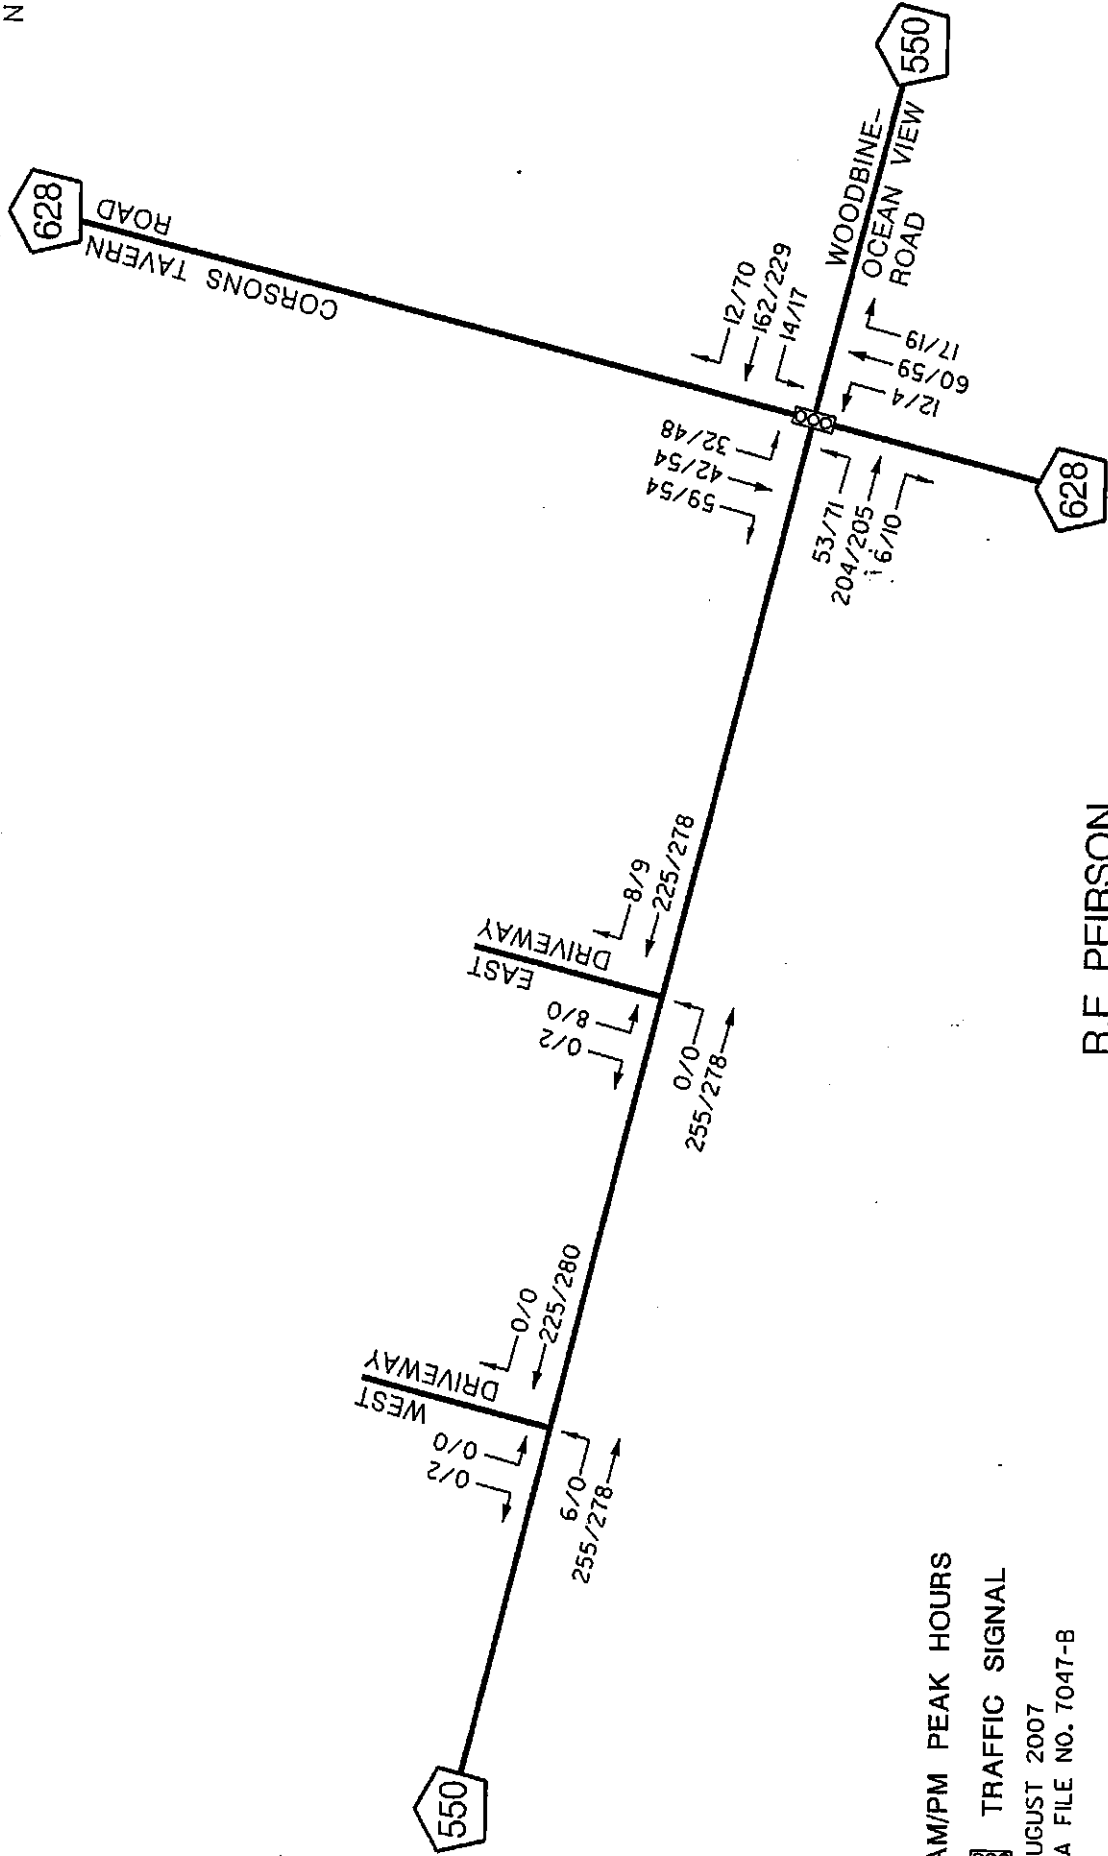 N
628
CORSONS TAVERN
ROAD
550
WOODBINE-
OCEAN VIEW
ROAD
12/70
162/229
14/17
32/48
42/54
59/54
17/19
60/59
12/4
53/71
204/205
6/10
628
EAST
DRIVEWAY
8/9
225/278
8/0
0/2
0/0
255/278
WEST
DRIVEWAY
0/0
225/280
0/0
0/2
6/0
255/278
550
AM/PM PEAK HOURS
TRAFFIC SIGNAL
UGUST 2007
A FILE NO. 7047-B